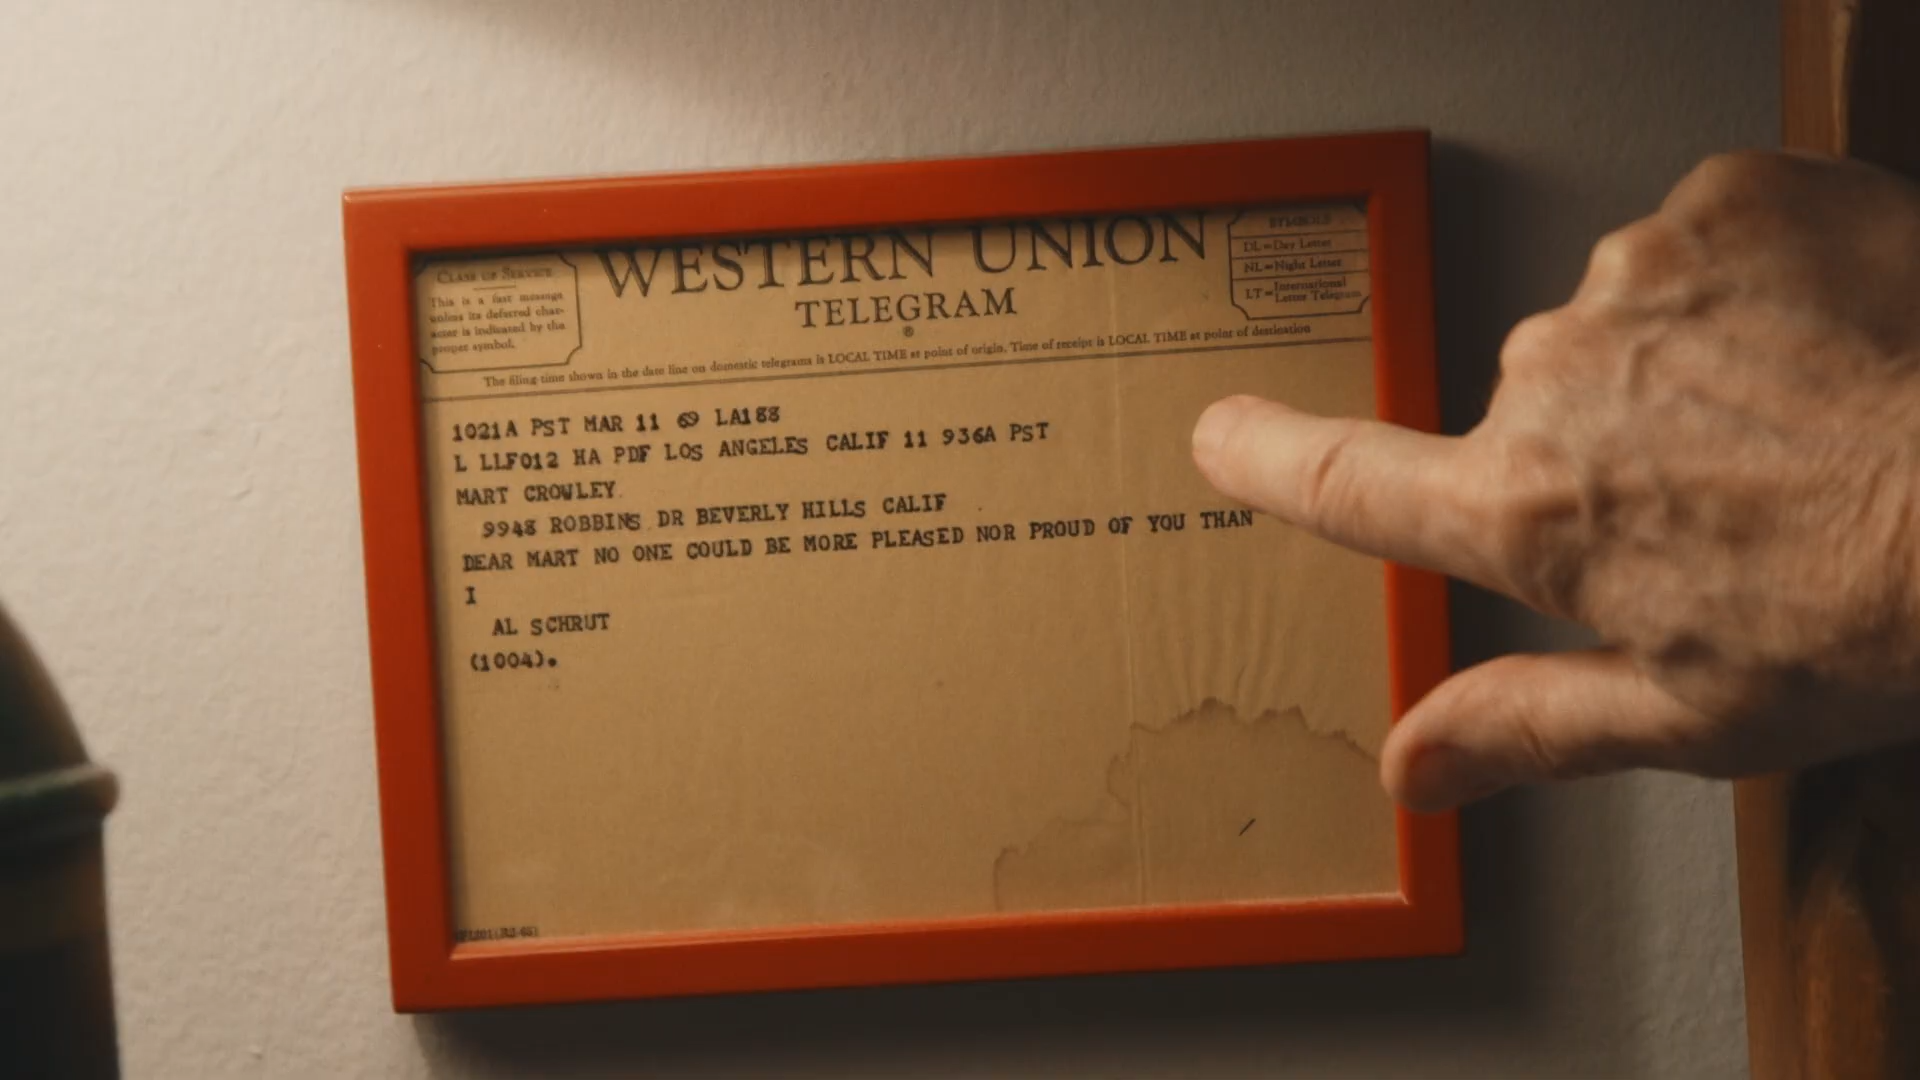 CLASS OF SERVICE
This is a fast message
unless its deferred char-
acter is indicated by the
proper symbol.
WESTERN UNION
TELEGRAM
®
SYMBOLS
DL=Day Letter
NL=Night Letter
LT=International
Letter Telegram
The filing time shown in the date line on domestic telegrams is LOCAL TIME at point of origin. Time of receipt is LOCAL TIME at point of destination
1021A PST MAR 11 69 LA188
L LLF012 HA PDF LOS ANGELES CALIF 11 936A PST
MART CROWLEY
9948 ROBBINS DR BEVERLY HILLS CALIF
DEAR MART NO ONE COULD BE MORE PLEASED NOR PROUD OF YOU THAN
I
AL SCHRUT
(1004).